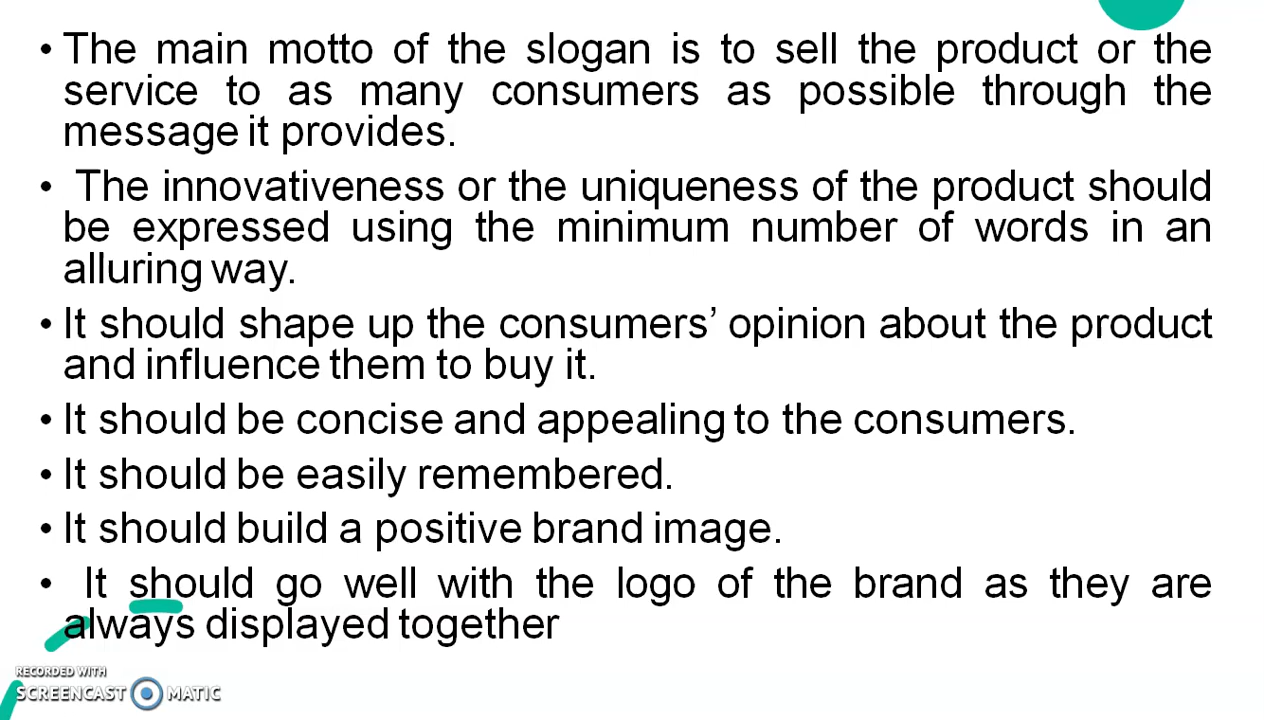 • The main motto of the slogan is to sell the product or the
service to as many consumers as possible through the
message it provides.
• The innovativeness or the uniqueness of the product should
be expressed using the minimum number of words in an
alluring way.
• It should shape up the consumers’ opinion about the product
and influence them to buy it.
• It should be concise and appealing to the consumers.
• It should be easily remembered.
• It should build a positive brand image.
• It should go well with the logo of the brand as they are
always displayed together
RECORDED WITH
SCREENCAST MATIC